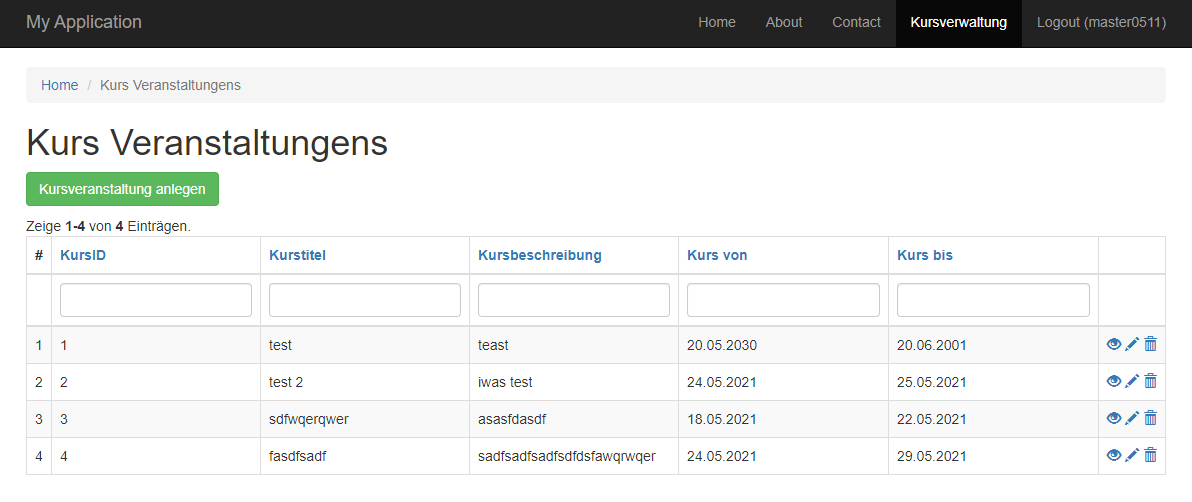 My Application Home About Contact Kursverwaltung Logout (master0511)
Home / Kurs Veranstaltungens
Kurs Veranstaltungens
Kursveranstaltung anlegen
Zeige 1-4 von 4 Einträgen.
# KursID Kurstitel Kursbeschreibung Kurs von Kurs bis
1 1 test teast 20.05.2030 20.06.2001
2 2 test 2 iwas test 24.05.2021 25.05.2021
3 3 sdfwqerqwer asasfdasdf 18.05.2021 22.05.2021
4 4 fasdfsadf sadfsadfsadfsdfdsfawqrwqer 24.05.2021 29.05.2021